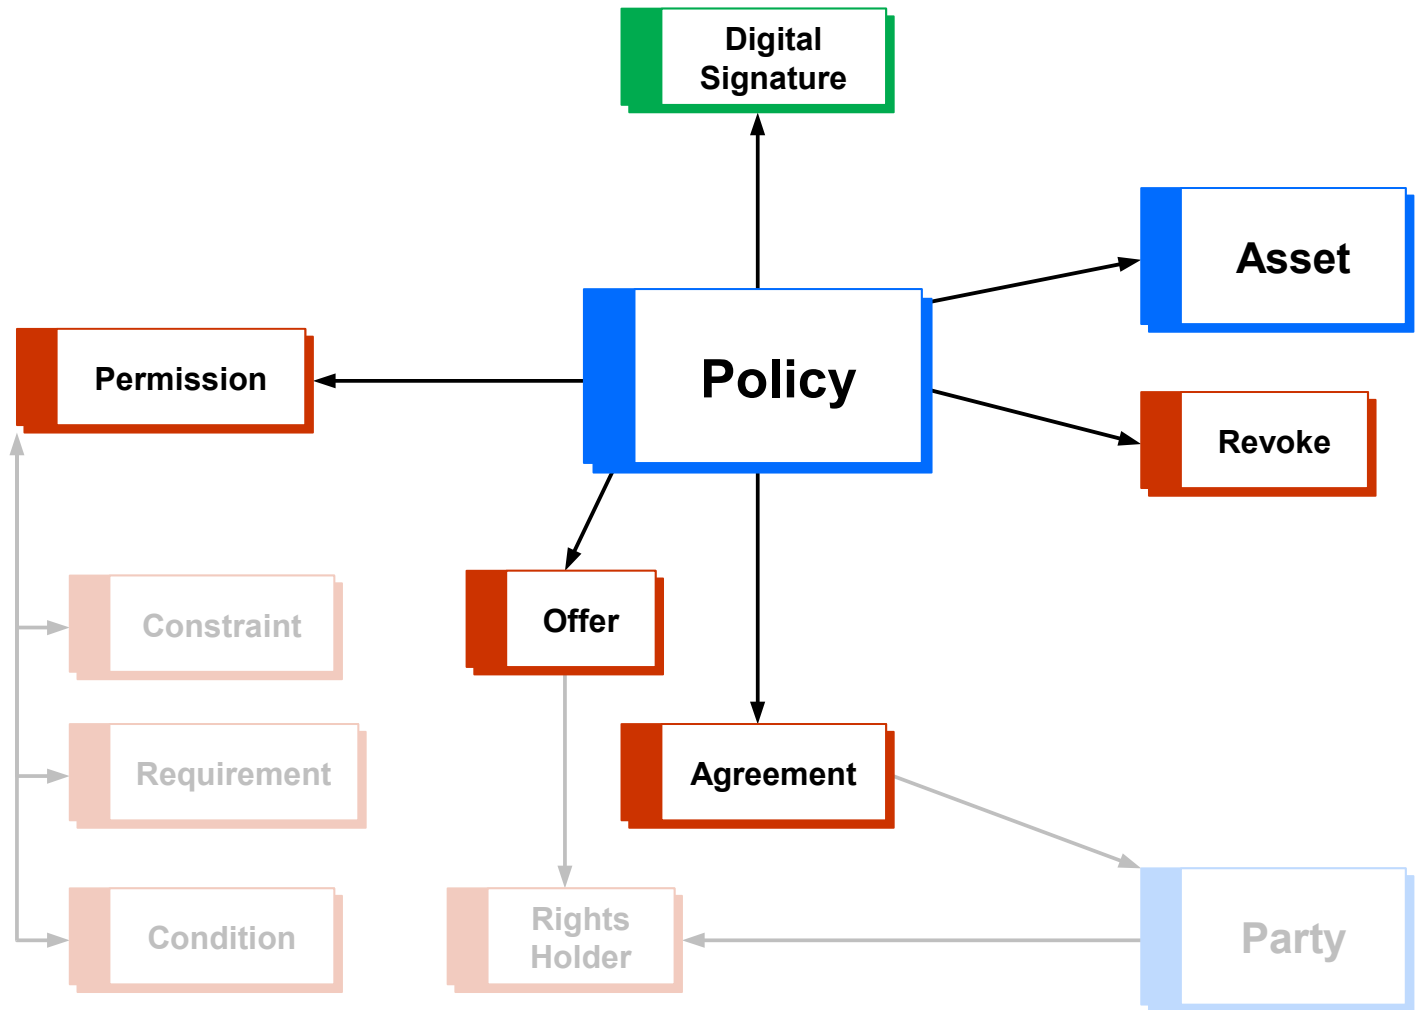 Digital
Signature
Asset
Policy
Permission
Revoke
Offer
Constraint
Requirement
Agreement
Rights
Holder
Condition
Party